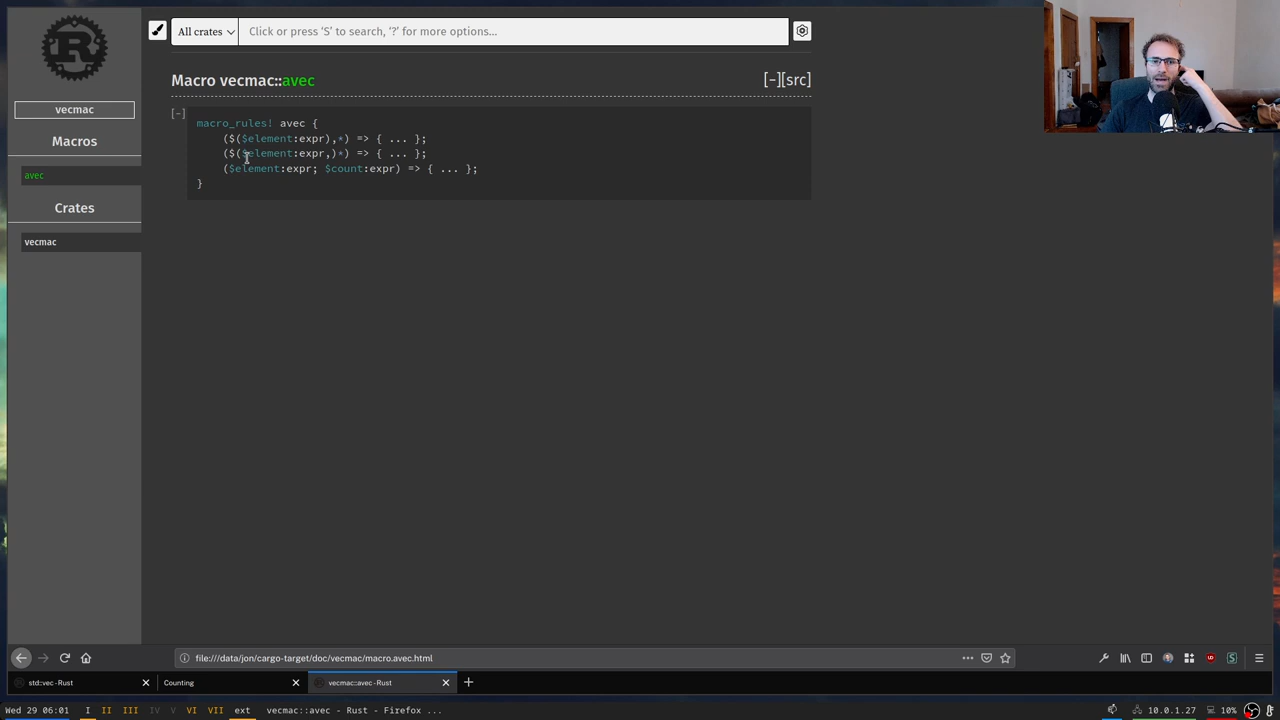 All crates
Click or press ‘S’ to search, ‘?’ for more options...
vecmac
Macros
avec
Crates
vecmac
Macro vecmac::avec
[-][src]
[-]
macro_rules! avec {
($($element:expr),*) => { ... };
($($element:expr,)*) => { ... };
($element:expr; $count:expr) => { ... };
}
file:///data/jon/cargo-target/doc/vecmac/macro.avec.html
std::vec - Rust
Counting
vecmac::avec - Rust
Wed 29 06:01 I II III IV V VI VII ext vecmac::avec - Rust - Firefox ...
10.0.1.27 10%